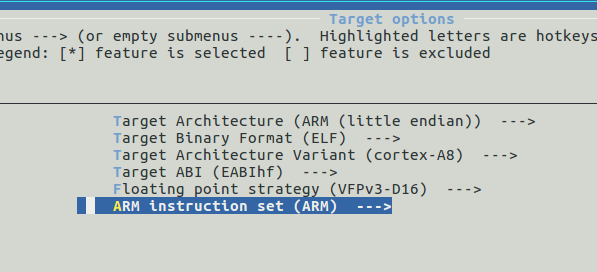 Target options
nus ---> (or empty submenus ----).  Highlighted letters are hotkeys
egend: [*] feature is selected  [ ] feature is excluded
Target Architecture (ARM (little endian))  --->
Target Binary Format (ELF)  --->
Target Architecture Variant (cortex-A8)  --->
Target ABI (EABIhf)  --->
Floating point strategy (VFPv3-D16)  --->
ARM instruction set (ARM)  --->